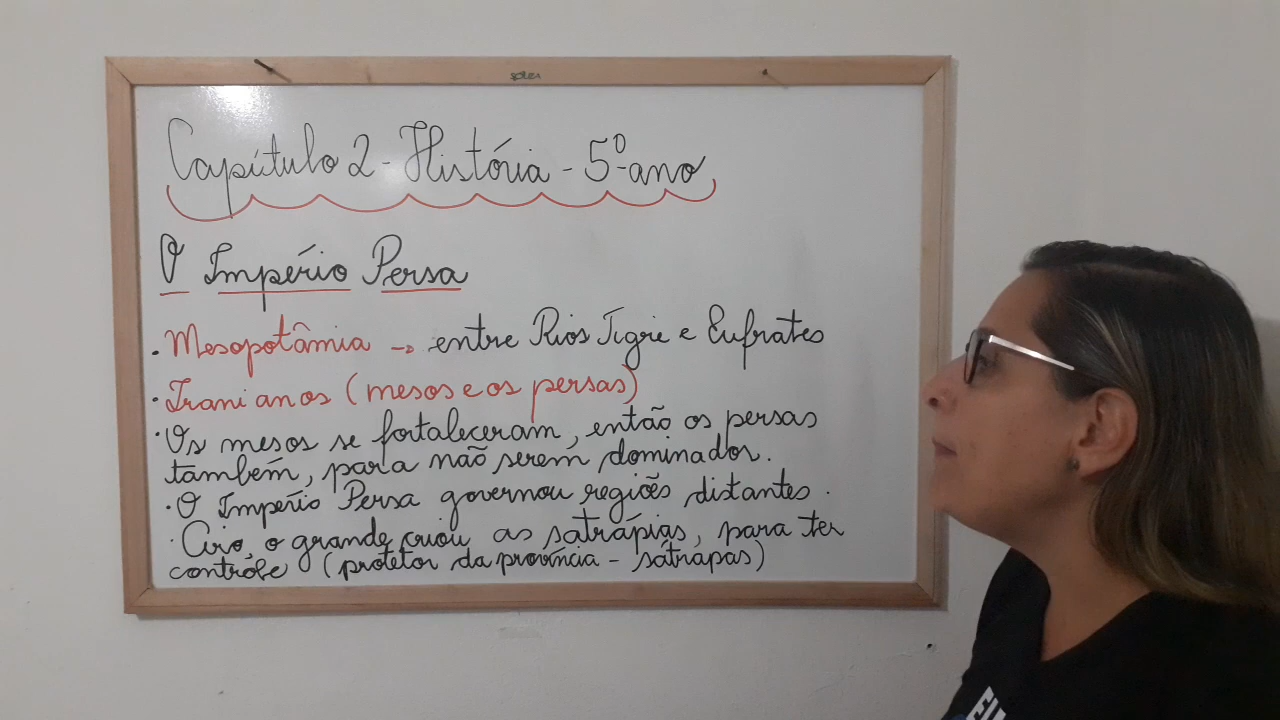 Capítulo 2 - História - 5º ano
O Império Persa
. Mesopotâmia -> entre Rios Tigre e Eufrates
. Iranianos (mesos e os persas)
. Os mesos se fortaleceram, então os persas
também, para não serem dominador.
. O Império Persa governou regiões distantes.
. Ciro, o grande criou as satrápias, para ter
contrôle (protetor da província - sátrapas)